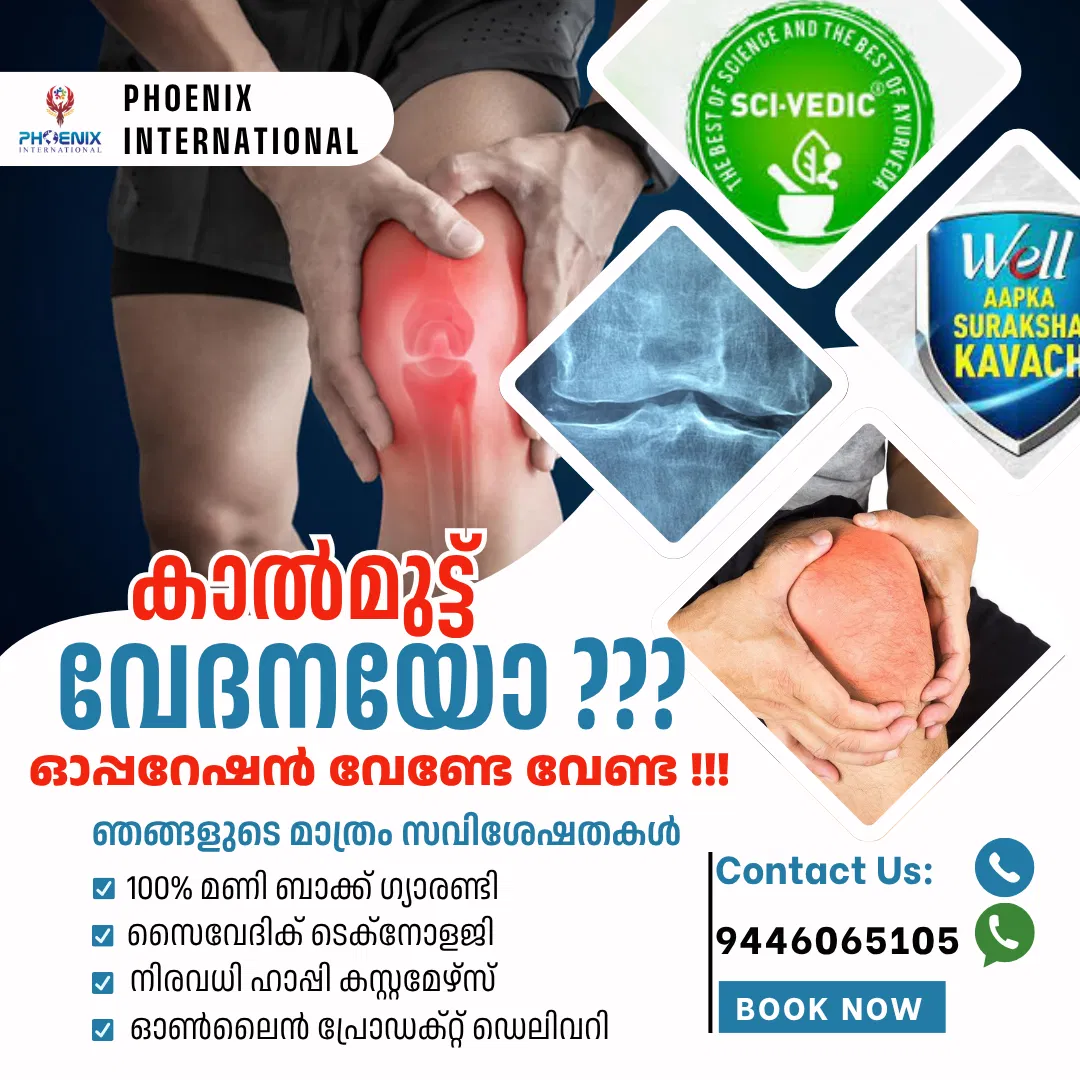 PHOENIX
INTERNATIONAL
PHOENIX
INTERNATIONAL
THE BEST OF SCIENCE AND THE BEST OF AYURVEDA
SCI-VEDIC®
Well
AAPKA
SURAKSHA
KAVACH
കാൽമുട്ട്
വേദനയോ ???
ഓപ്പറേഷൻ വേണ്ടേ വേണ്ട !!!
ഞങ്ങളുടെ മാത്രം സവിശേഷതകൾ
100% മണി ബാക്ക് ഗ്യാരണ്ടി
സൈവേദിക് ടെക്നോളജി
നിരവധി ഹാപ്പി കസ്റ്റമേഴ്സ്
ഓൺലൈൻ പ്രോഡക്റ്റ് ഡെലിവറി
Contact Us:
9446065105
BOOK NOW